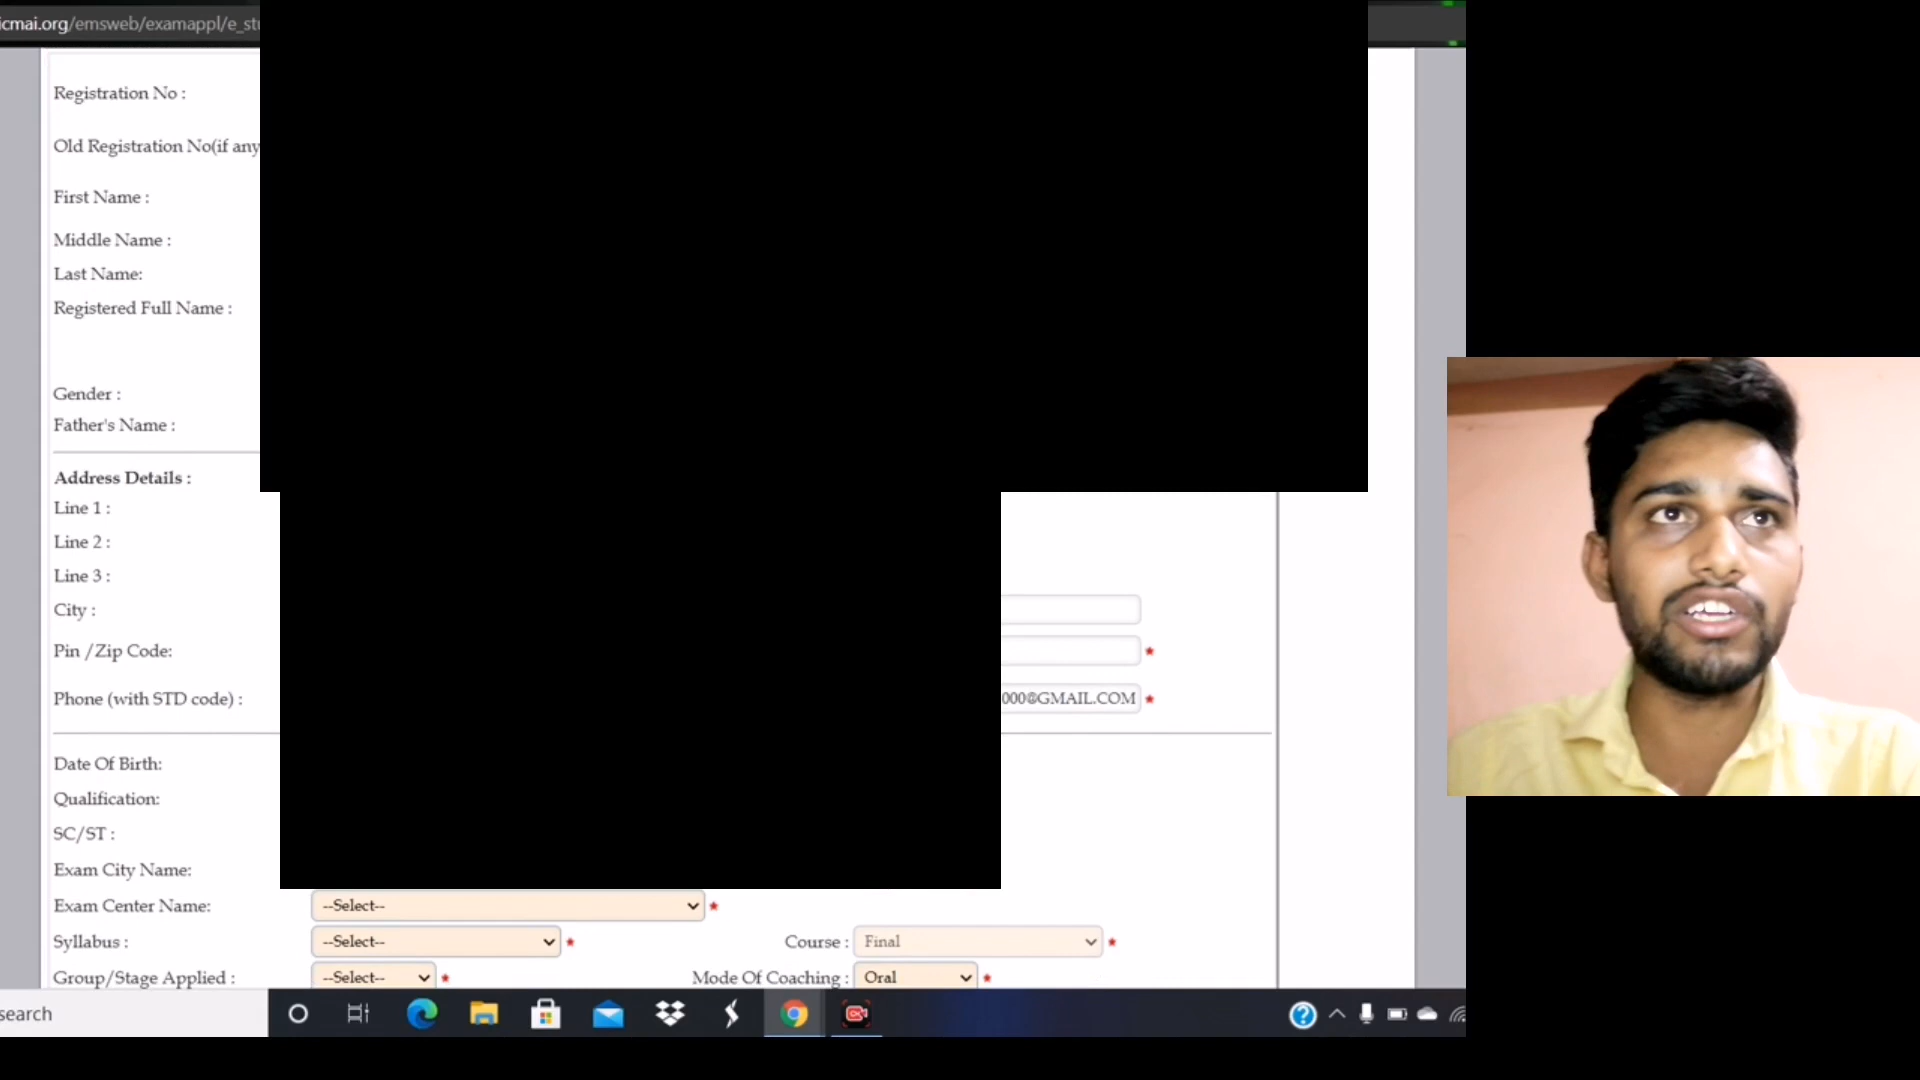 icmai.org/emsweb/examappl/e_stu
Registration No :
Old Registration No(if any
First Name :
Middle Name :
Last Name:
Registered Full Name :
Gender :
Father's Name :
Address Details :
Line 1 :
Line 2 :
Line 3 :
City :
Pin /Zip Code: *
Phone (with STD code) : 000@GMAIL.COM *
Date Of Birth:
Qualification:
SC/ST :
Exam City Name:
Exam Center Name: --Select-- *
Syllabus : --Select-- * Course : Final *
Group/Stage Applied : --Select-- * Mode Of Coaching : Oral *
search